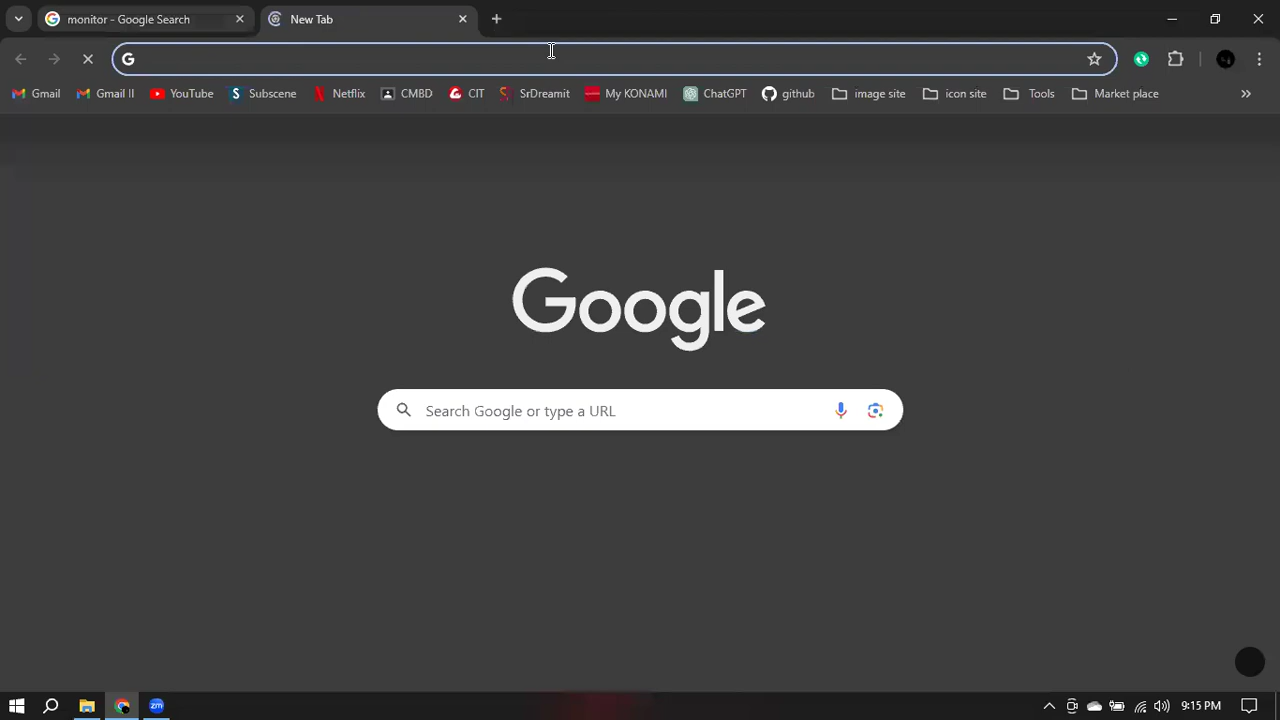 monitor - Google Search
New Tab
G
Gmail
Gmail II
YouTube
Subscene
Netflix
CMBD
CIT
SrDreamit
My KONAMI
ChatGPT
github
image site
icon site
Tools
Market place
Google
Search Google or type a URL
zm
9:15 PM